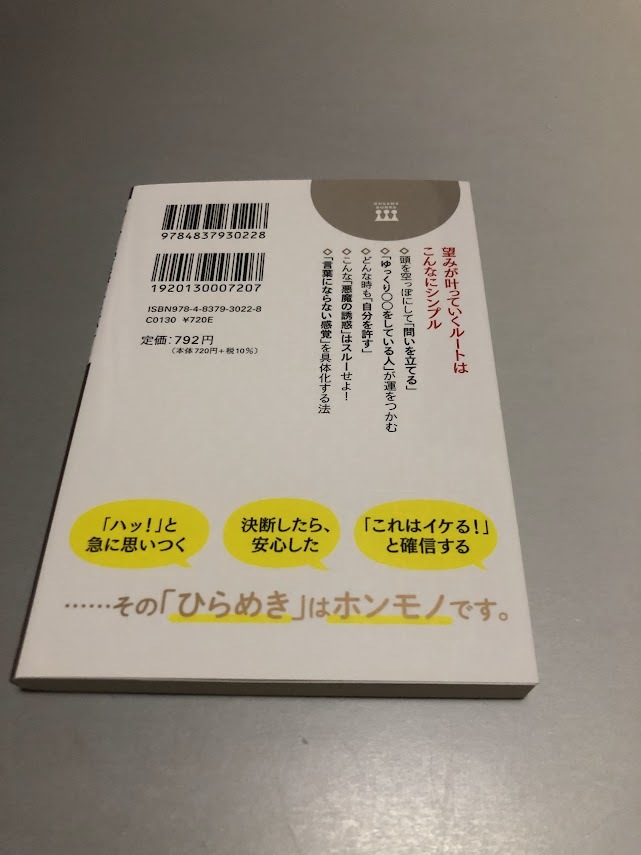 9784837930228
1920130007207
ISBN978-4-8379-3022-8
C0130 ¥720E
定価:792円
(本体720円+税10%)
望みが叶っていくルートは
こんなにシンプル
◇頭を空っぽにして「問いを立てる」
◇「ゆっくり〇〇をしている人」が運をつかむ
◇どんな時も「自分を許す」
◇こんな「悪魔の誘惑」はスルーせよ!
◇「言葉にならない感覚」を具体化する法
「ハッ!」と
急に思いつく
決断したら、
安心した
「これはイケる!」
と確信する
……その「ひらめき」はホンモノです。